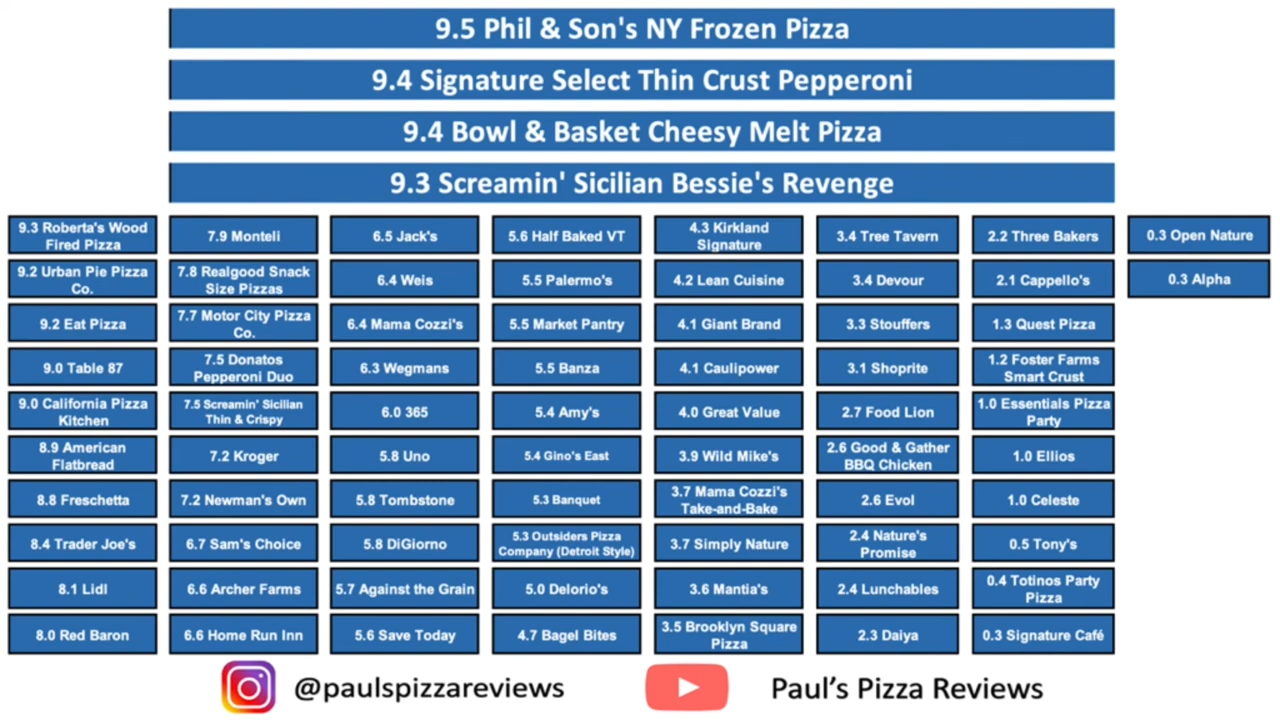 9.5 Phil & Son's NY Frozen Pizza
9.4 Signature Select Thin Crust Pepperoni
9.4 Bowl & Basket Cheesy Melt Pizza
9.3 Screamin' Sicilian Bessie's Revenge
9.3 Roberta's Wood
Fired Pizza
9.2 Urban Pie Pizza
Co.
9.2 Eat Pizza
9.0 Table 87
9.0 California Pizza
Kitchen
8.9 American
Flatbread
8.8 Freschetta
8.4 Trader Joe's
8.1 Lidl
8.0 Red Baron
7.9 Monteli
7.8 Realgood Snack
Size Pizzas
7.7 Motor City Pizza
Co.
7.5 Donatos
Pepperoni Duo
7.5 Screamin' Sicilian
Thin & Crispy
7.2 Kroger
7.2 Newman's Own
6.7 Sam's Choice
6.6 Archer Farms
6.6 Home Run Inn
6.5 Jack's
6.4 Weis
6.4 Mama Cozzi's
6.3 Wegmans
6.0 365
5.8 Uno
5.8 Tombstone
5.8 DiGiorno
5.7 Against the Grain
5.6 Save Today
5.6 Half Baked VT
5.5 Palermo's
5.5 Market Pantry
5.5 Banza
5.4 Amy's
5.4 Gino's East
5.3 Banquet
5.3 Outsiders Pizza
Company (Detroit Style)
5.0 Delorio's
4.7 Bagel Bites
4.3 Kirkland
Signature
4.2 Lean Cuisine
4.1 Giant Brand
4.1 Caulipower
4.0 Great Value
3.9 Wild Mike's
3.7 Mama Cozzi's
Take-and-Bake
3.7 Simply Nature
3.6 Mantia's
3.5 Brooklyn Square
Pizza
3.4 Tree Tavern
3.4 Devour
3.3 Stouffers
3.1 Shoprite
2.7 Food Lion
2.6 Good & Gather
BBQ Chicken
2.6 Evol
2.4 Nature's
Promise
2.4 Lunchables
2.3 Daiya
2.2 Three Bakers
2.1 Cappello's
1.3 Quest Pizza
1.2 Foster Farms
Smart Crust
1.0 Essentials Pizza
Party
1.0 Ellios
1.0 Celeste
0.5 Tony's
0.4 Totinos Party
Pizza
0.3 Signature Café
0.3 Open Nature
0.3 Alpha
@paulspizzareviews
Paul’s Pizza Reviews